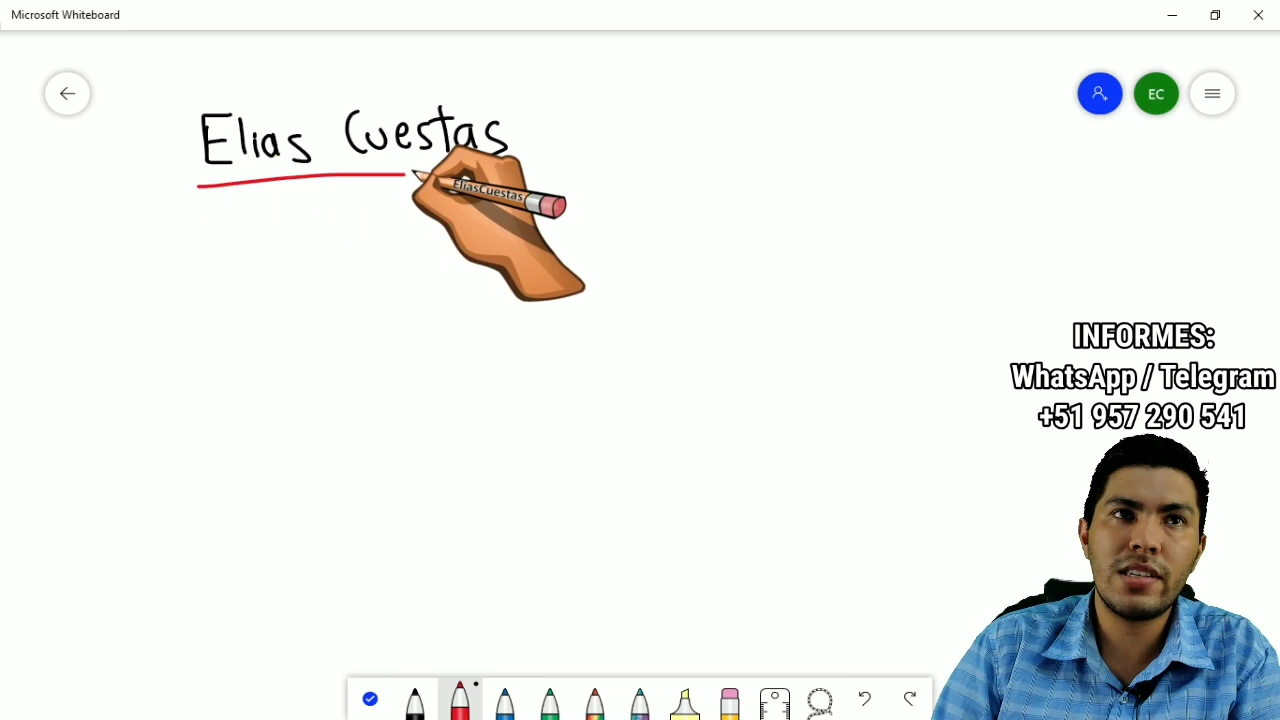 Microsoft Whiteboard
EC
Elias Cuestas
EliasCuestas
INFORMES:
WhatsApp / Telegram
+51 957 290 541